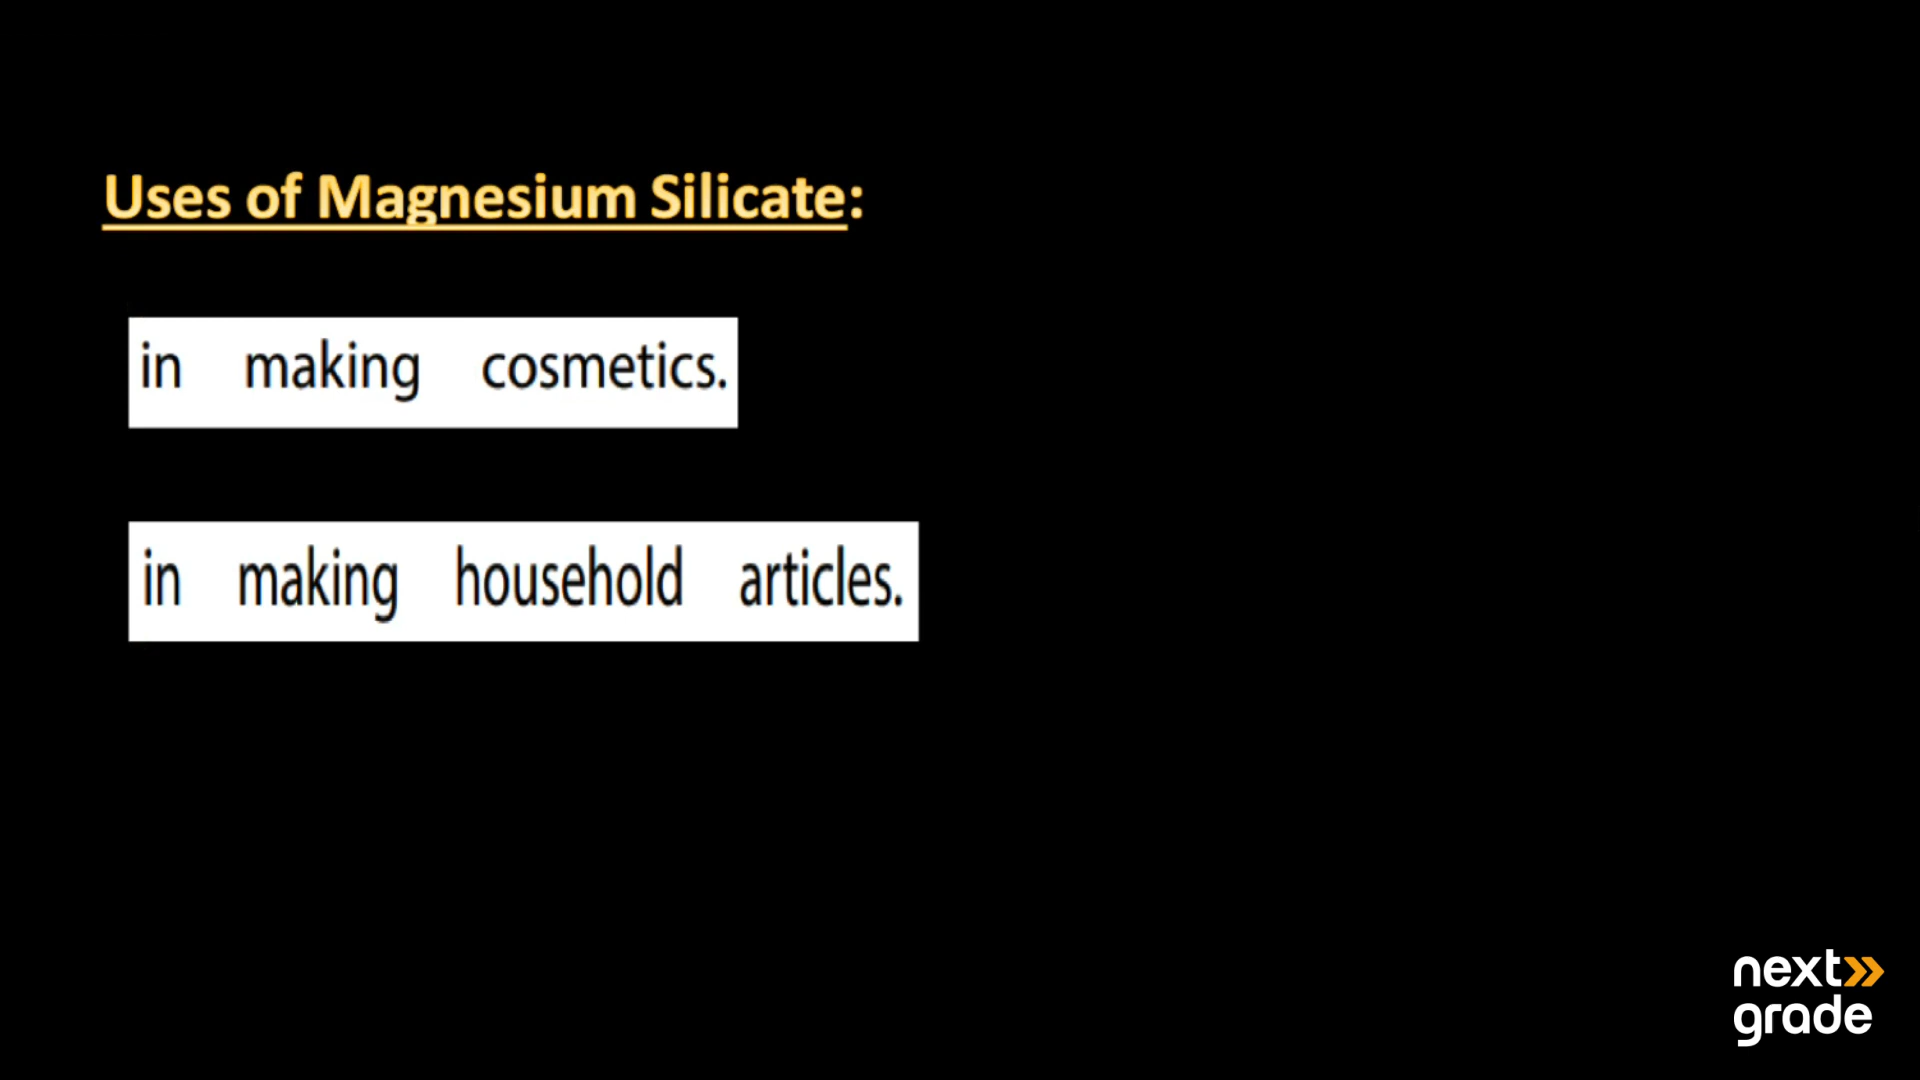 Uses of Magnesium Silicate:
in making cosmetics.
in making household articles.
next
grade